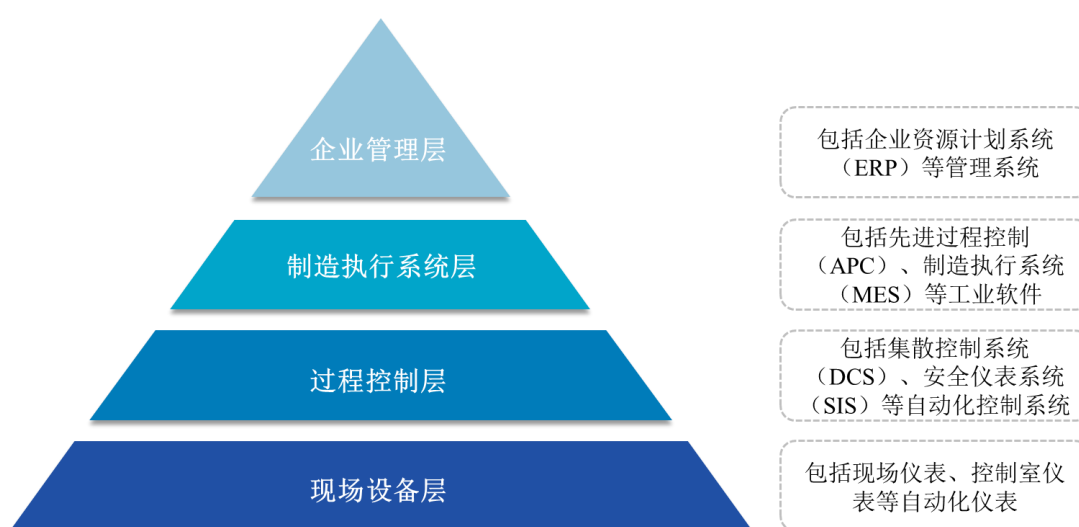 企业管理层
包括企业资源计划系统
（ERP）等管理系统
制造执行系统层
包括先进过程控制
（APC）、制造执行系统
（MES）等工业软件
过程控制层
包括集散控制系统
（DCS）、安全仪表系统
（SIS）等自动化控制系统
现场设备层
包括现场仪表、控制室仪
表等自动化仪表